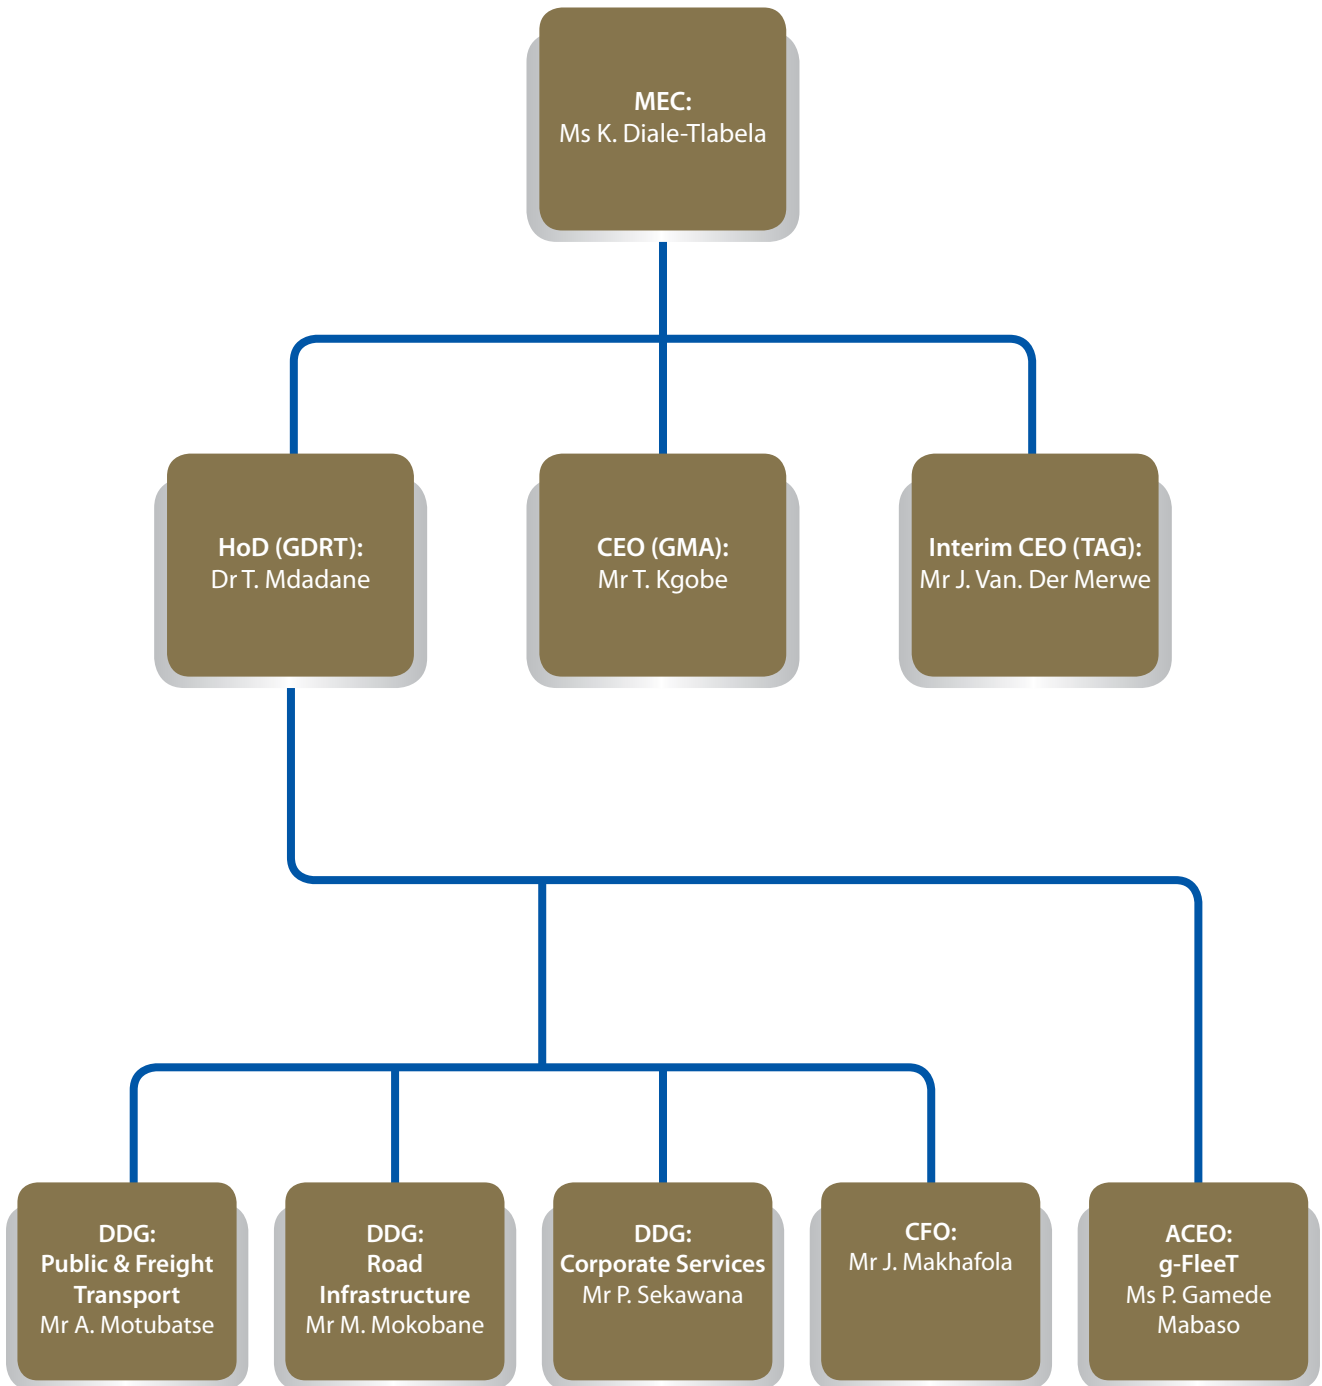 MEC:
Ms K. Diale-Tlabela
HoD (GDRT):
Dr T. Mdadane
CEO (GMA):
Mr T. Kgobe
Interim CEO (TAG):
Mr J. Van. Der Merwe
DDG:
Public & Freight
Transport
Mr A. Motubatse
DDG:
Road
Infrastructure
Mr M. Mokobane
DDG:
Corporate Services
Mr P. Sekawana
CFO:
Mr J. Makhafola
ACEO:
g-FleeT
Ms P. Gamede
Mabaso